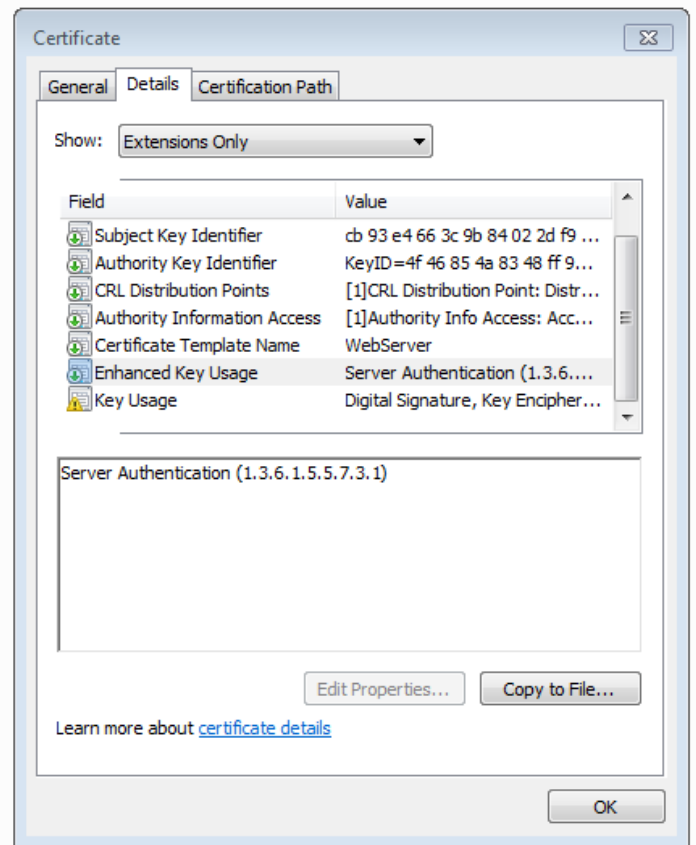 Certificate
General Details Certification Path
Show: Extensions Only
Field Value
Subject Key Identifier cb 93 e4 66 3c 9b 84 02 2d f9 ...
Authority Key Identifier KeyID=4f 46 85 4a 83 48 ff 9...
CRL Distribution Points [1]CRL Distribution Point: Distr...
Authority Information Access [1]Authority Info Access: Acc...
Certificate Template Name WebServer
Enhanced Key Usage Server Authentication (1.3.6....
Key Usage Digital Signature, Key Encipher...
Server Authentication (1.3.6.1.5.5.7.3.1)
Edit Properties... Copy to File...
Learn more about certificate details
OK